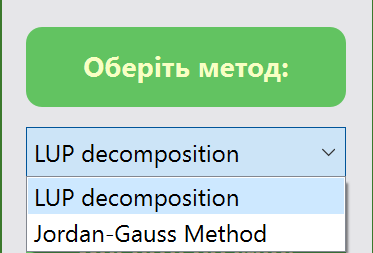 Оберіть метод:
LUP decomposition
LUP decomposition
Jordan-Gauss Method